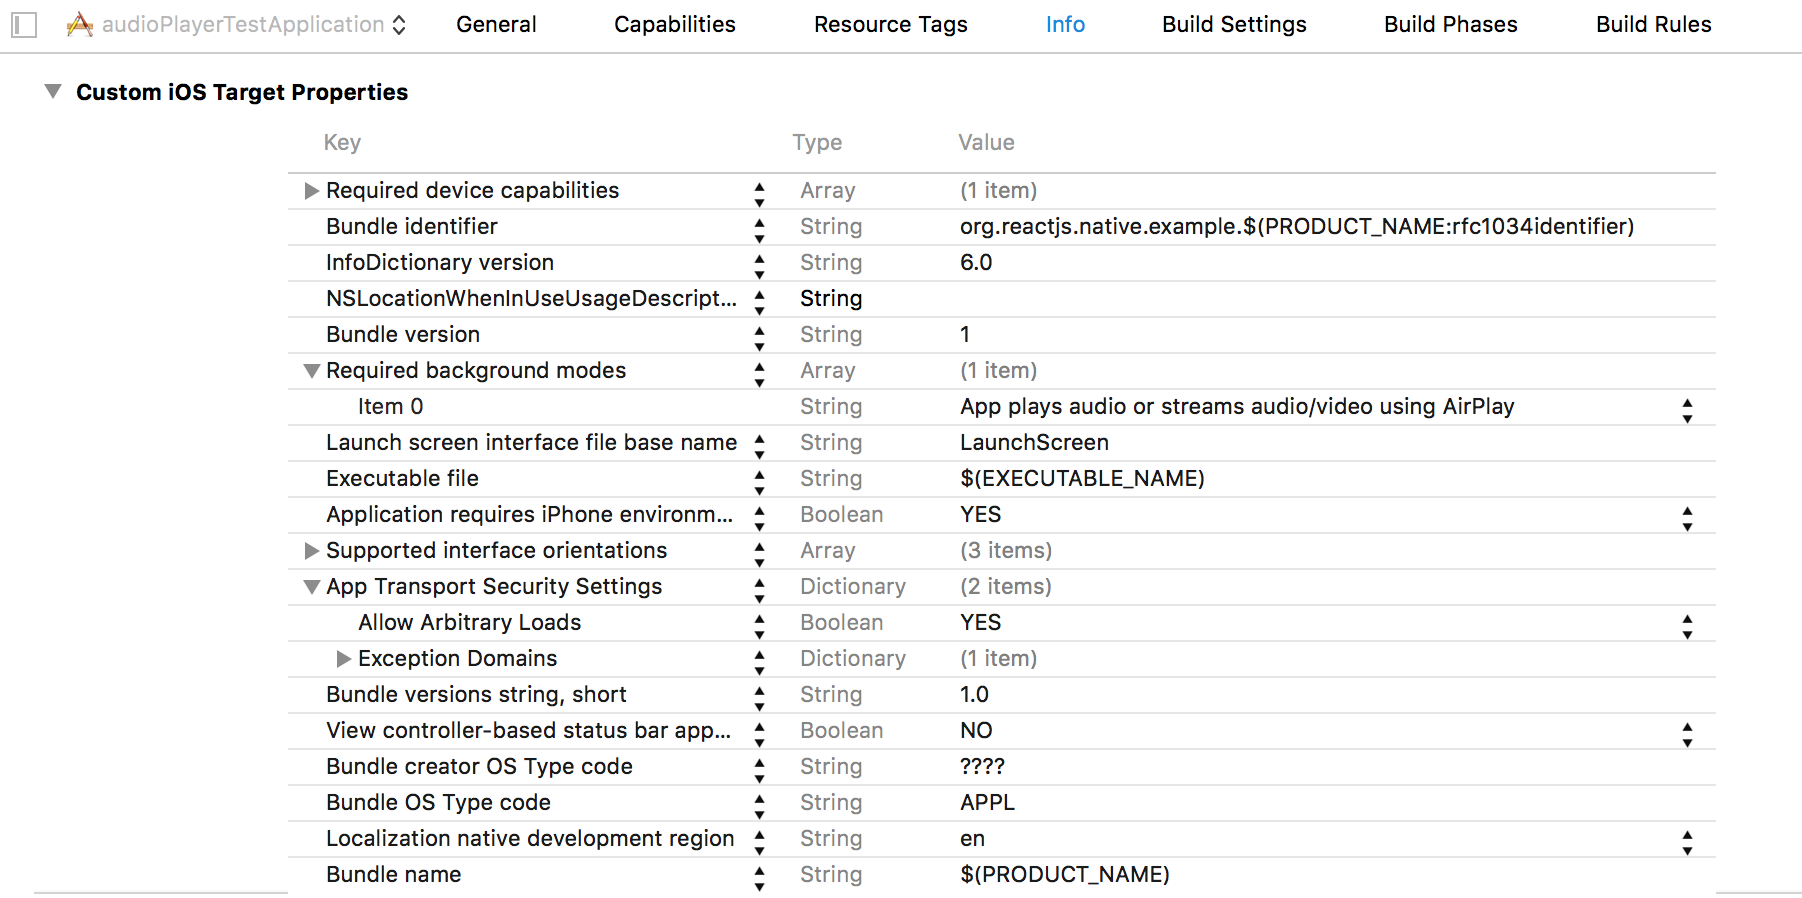 audioPlayerTestApplication General Capabilities Resource Tags Info Build Settings Build Phases Build Rules
Custom iOS Target Properties
Key Type Value
Required device capabilities Array (1 item)
Bundle identifier String org.reactjs.native.example.$(PRODUCT_NAME:rfc1034identifier)
InfoDictionary version String 6.0
NSLocationWhenInUseUsageDescript... String
Bundle version String 1
Required background modes Array (1 item)
Item 0 String App plays audio or streams audio/video using AirPlay
Launch screen interface file base name String LaunchScreen
Executable file String $(EXECUTABLE_NAME)
Application requires iPhone environm... Boolean YES
Supported interface orientations Array (3 items)
App Transport Security Settings Dictionary (2 items)
Allow Arbitrary Loads Boolean YES
Exception Domains Dictionary (1 item)
Bundle versions string, short String 1.0
View controller-based status bar app... Boolean NO
Bundle creator OS Type code String ????
Bundle OS Type code String APPL
Localization native development region String en
Bundle name String $(PRODUCT_NAME)